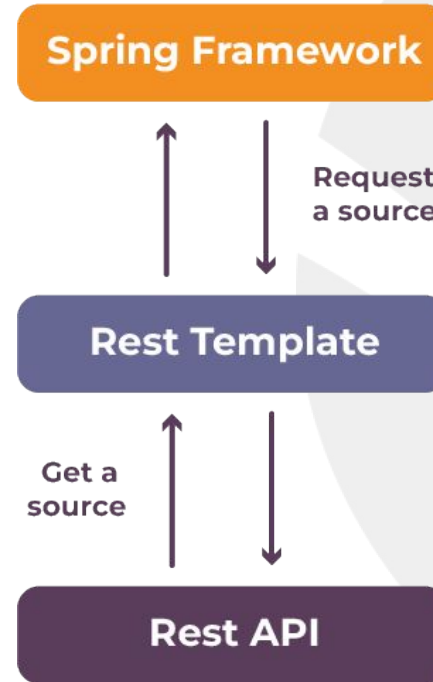 Spring Framework
Request
a source
Rest Template
Get a
source
Rest API